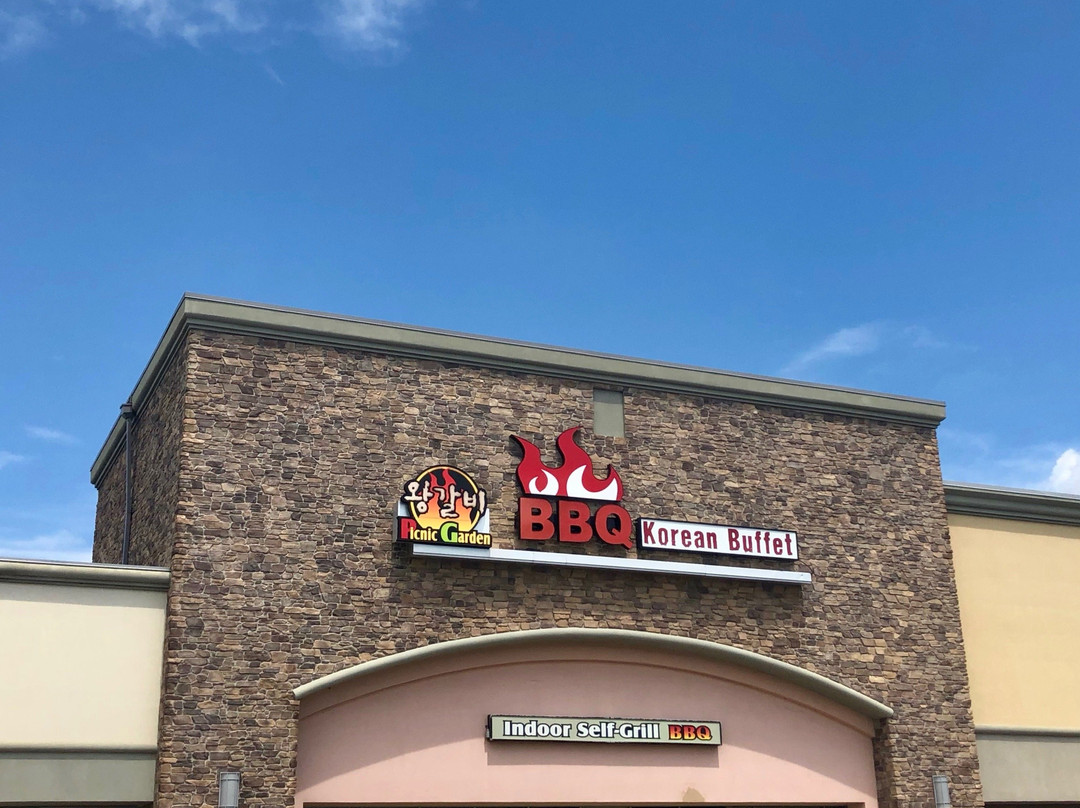 왕갈비
Picnic Garden
BBQ
Korean Buffet
Indoor Self-Grill BBQ